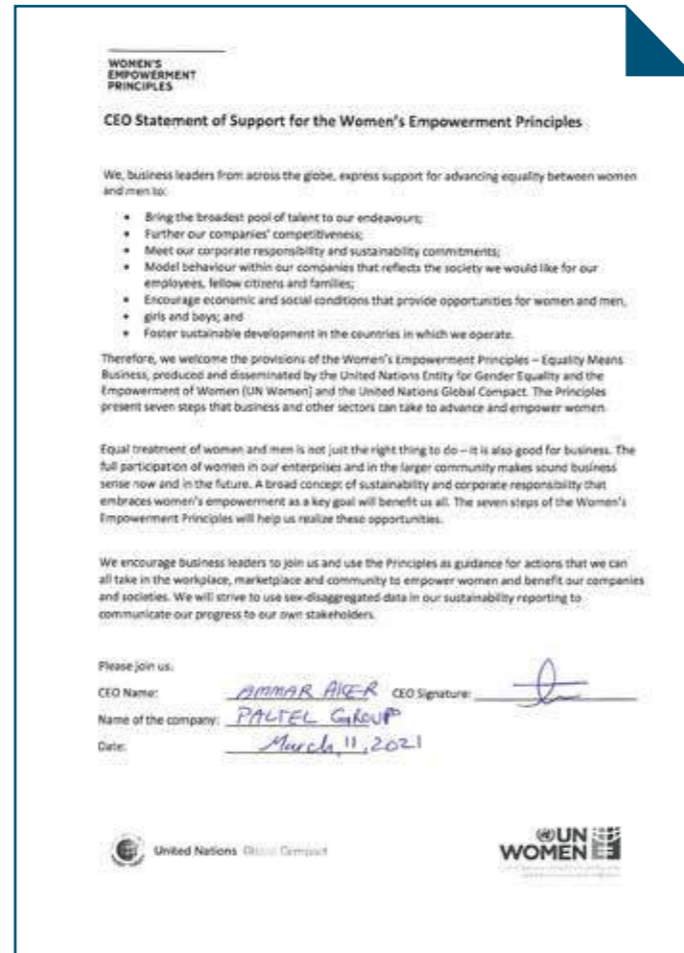 WOMEN'S
EMPOWERMENT
PRINCIPLES
CEO Statement of Support for the Women's Empowerment Principles
We, business leaders from across the globe, express support for advancing equality between women
and men to:
• Bring the broadest pool of talent to our endeavours;
• Further our companies' competitiveness;
• Meet our corporate responsibility and sustainability commitments;
• Model behaviour within our companies that reflects the society we would like for our
employees, fellow citizens and families;
• Encourage economic and social conditions that provide opportunities for women and men,
• girls and boys; and
• Foster sustainable development in the countries in which we operate.
Therefore, we welcome the provisions of the Women's Empowerment Principles – Equality Means
Business, produced and disseminated by the United Nations Entity for Gender Equality and the
Empowerment of Women (UN Women) and the United Nations Global Compact. The Principles
present seven steps that business and other sectors can take to advance and empower women.
Equal treatment of women and men is not just the right thing to do – it is also good for business. The
full participation of women in our enterprises and in the larger community makes sound business
sense now and in the future. A broad concept of sustainability and corporate responsibility that
embraces women's empowerment as a key goal will benefit us all. The seven steps of the Women's
Empowerment Principles will help us realize these opportunities.
We encourage business leaders to join us and use the Principles as guidance for actions that we can
all take in the workplace, marketplace and community to empower women and benefit our companies
and societies. We will strive to use sex-disaggregated data in our sustainability reporting to
communicate our progress to our own stakeholders.
Please join us.
CEO Name: AMMAR AKER CEO Signature:
Name of the company: PALTEL GROUP
Date: March, 11, 2021
United Nations Global Compact
UN
WOMEN